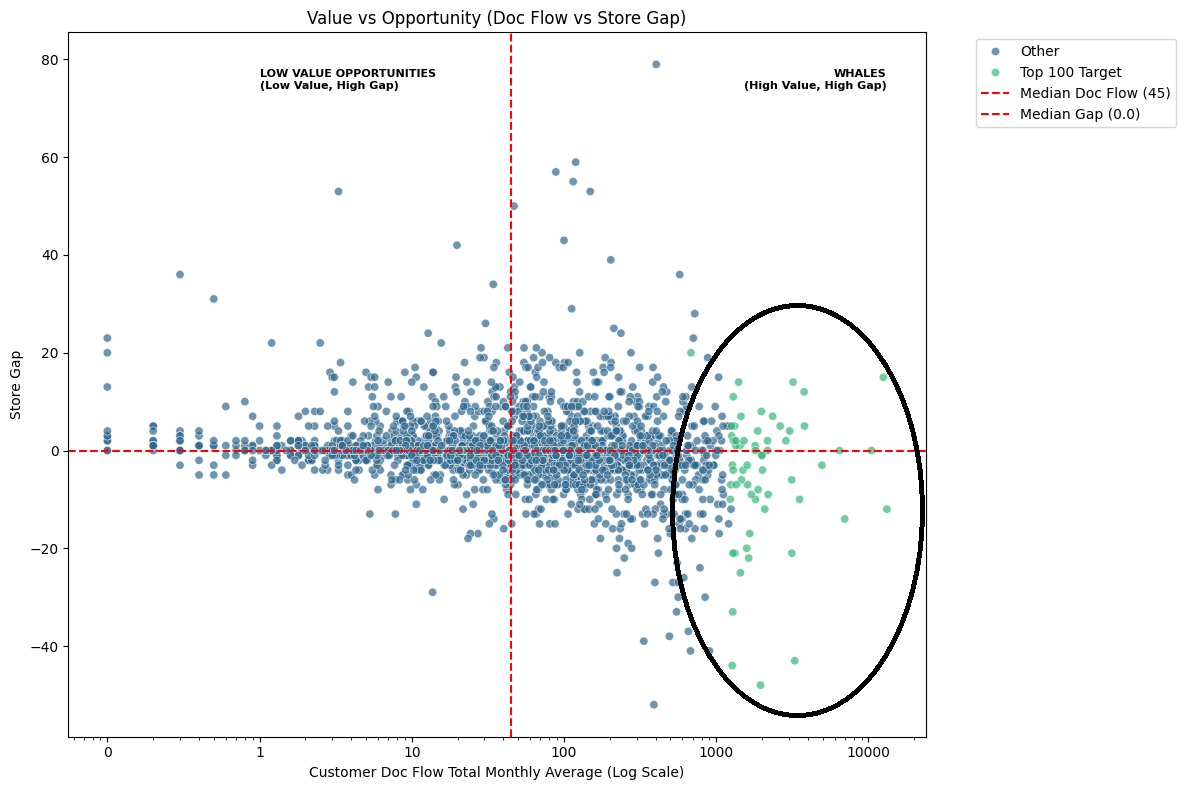 Value vs Opportunity (Doc Flow vs Store Gap)
LOW VALUE OPPORTUNITIES
(Low Value, High Gap)
WHALES
(High Value, High Gap)
Other
Top 100 Target
Median Doc Flow (45)
Median Gap (0.0)
Store Gap
80
60
40
20
0
−20
−40
0
1
10
100
1000
10000
Customer Doc Flow Total Monthly Average (Log Scale)